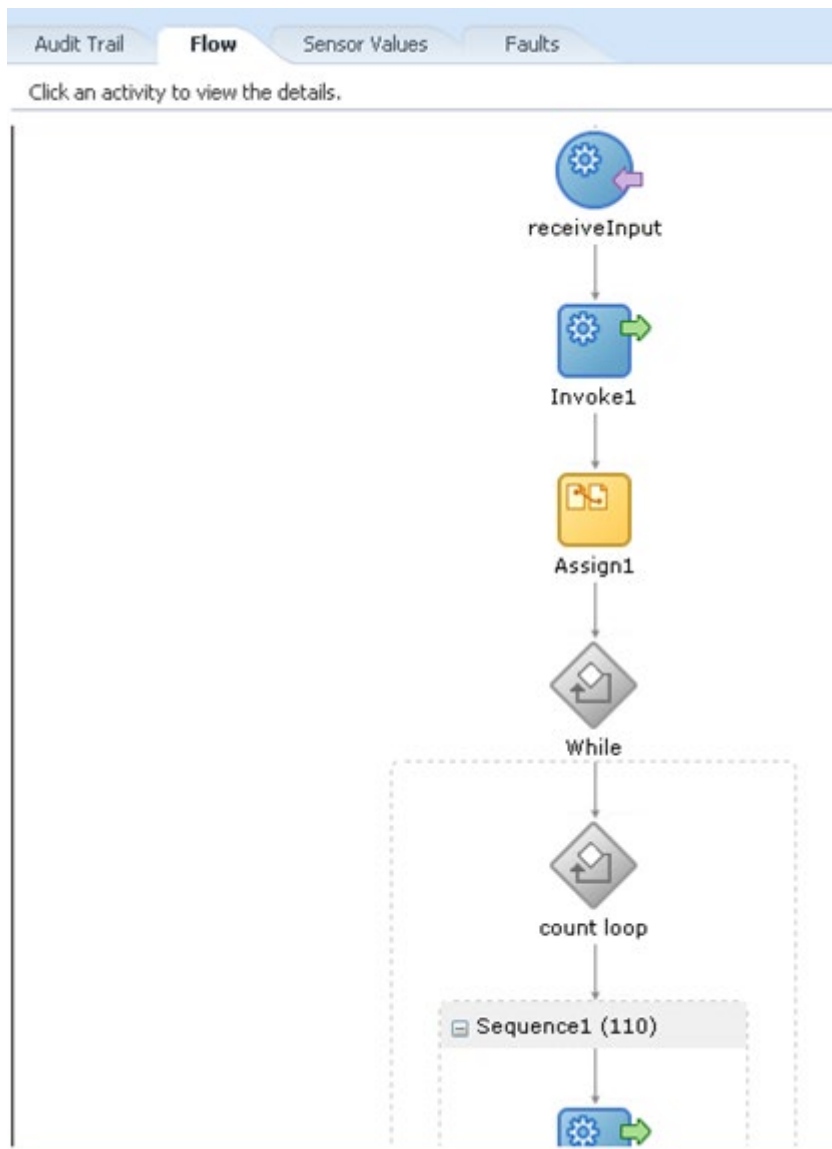 Audit Trail Flow Sensor Values Faults
Click an activity to view the details.
receiveInput
Invoke1
Assign1
While
count loop
Sequence1 (110)